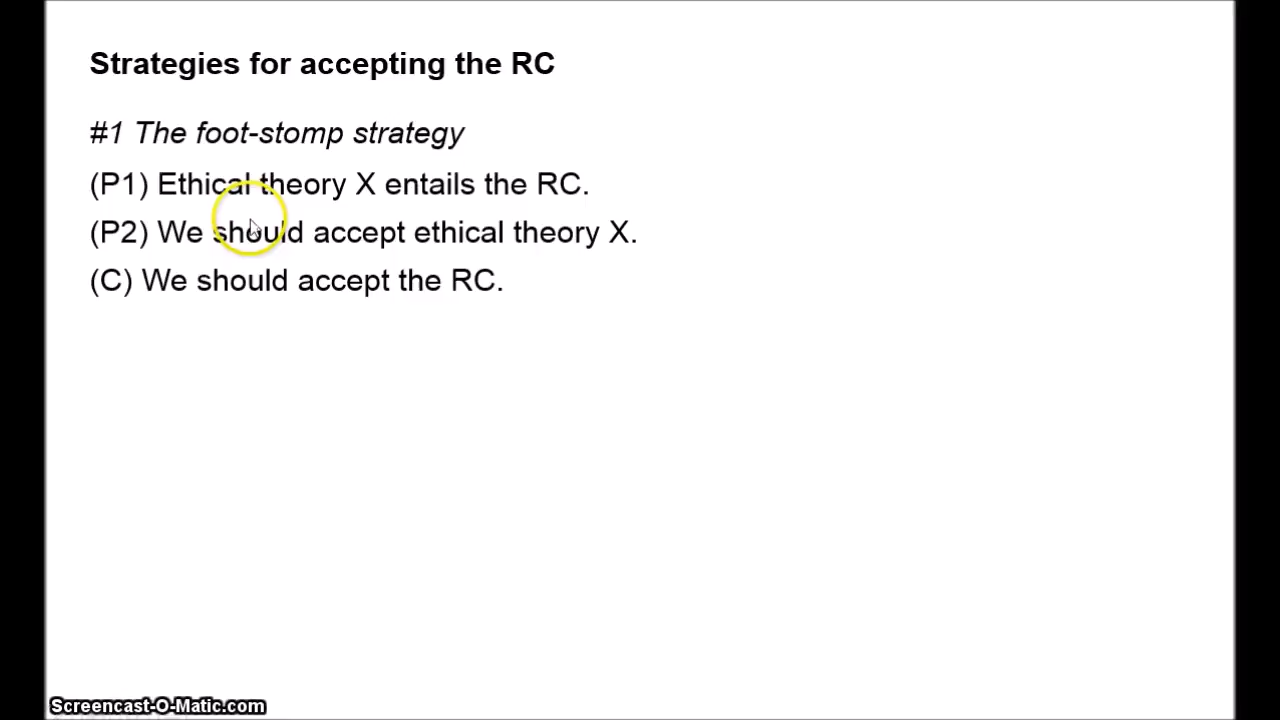 Strategies for accepting the RC
#1 The foot-stomp strategy
(P1) Ethical theory X entails the RC.
(P2) We should accept ethical theory X.
(C) We should accept the RC.
Screencast-O-Matic.com